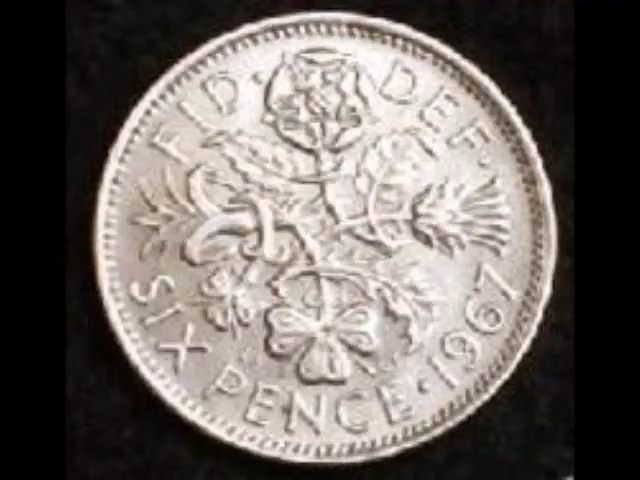 FID · DEF ·
SIX PENCE · 1967